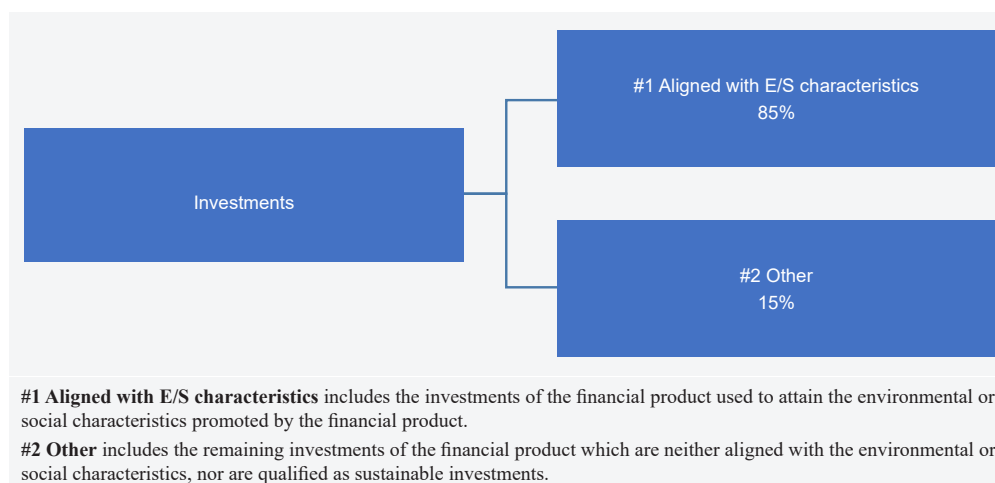 Investments
#1 Aligned with E/S characteristics
85%
#2 Other
15%
#1 Aligned with E/S characteristics includes the investments of the financial product used to attain the environmental or
social characteristics promoted by the financial product.
#2 Other includes the remaining investments of the financial product which are neither aligned with the environmental or
social characteristics, nor are qualified as sustainable investments.